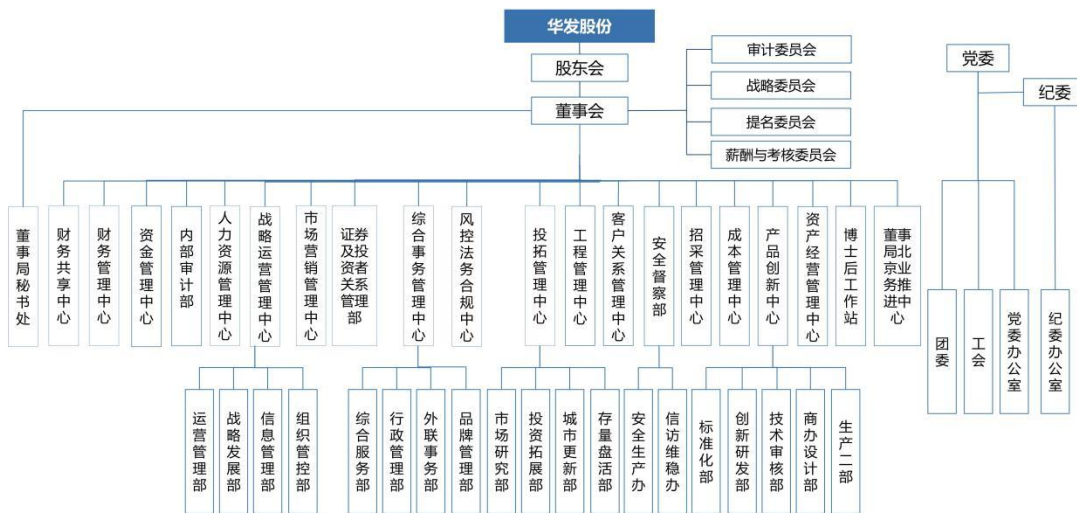 华发股份
股东会
董事会
审计委员会
战略委员会
提名委员会
薪酬与考核委员会
党委
纪委
董事局秘书处
财务共享中心
财务管理中心
资金管理中心
内部审计部
人力资源管理中心
战略运营管理中心
市场营销管理中心
证券及投资者关系管理部
综合事务管理中心
风控法务合规中心
投拓管理中心
工程管理中心
客户关系管理中心
安全督察部
招采管理中心
成本管理中心
产品创新中心
资产经营管理中心
博士后工作站
董事局北京业务推进中心
团委
工会
党委办公室
纪委办公室
运营管理部
战略发展部
信息管理部
组织管控部
综合服务部
行政管理部
外联事务部
品牌管理部
市场研究部
投资拓展部
城市更新部
存量盘活部
安全生产办
信访维稳办
标准化部
创新研发部
技术审核部
商办设计部
生产二部